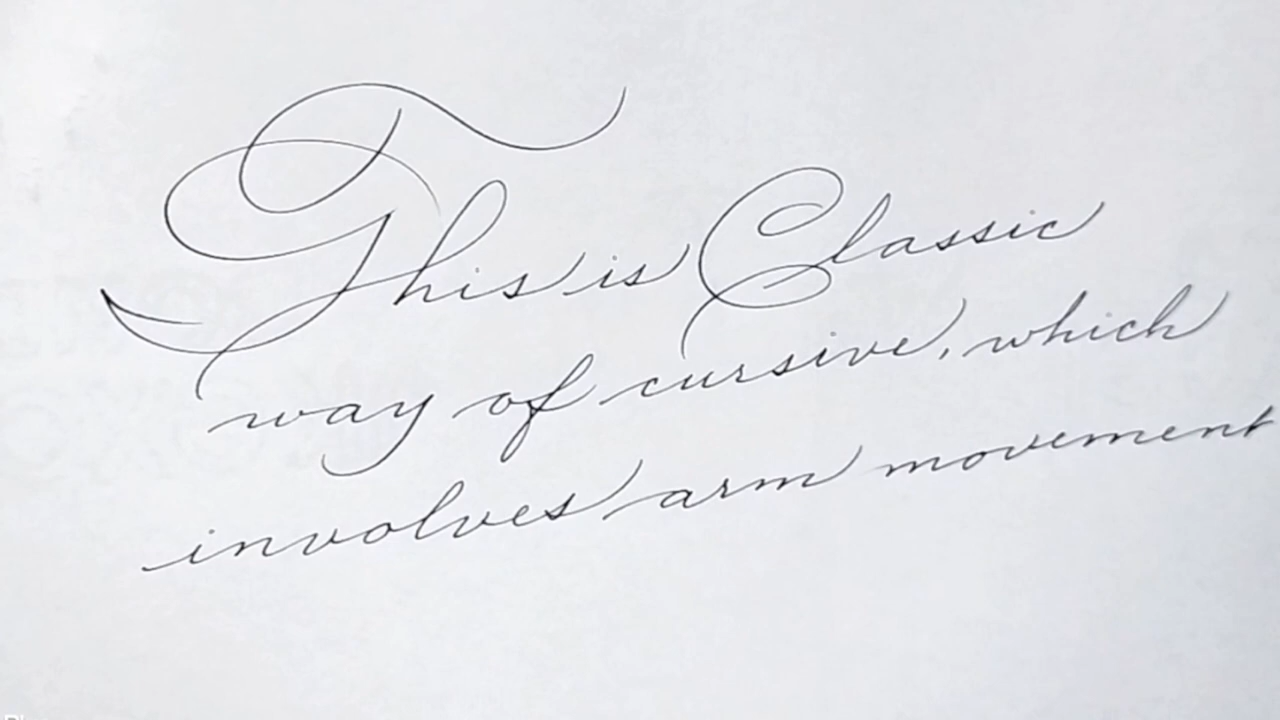 This is Classic
way of cursive, which
involves arm movement